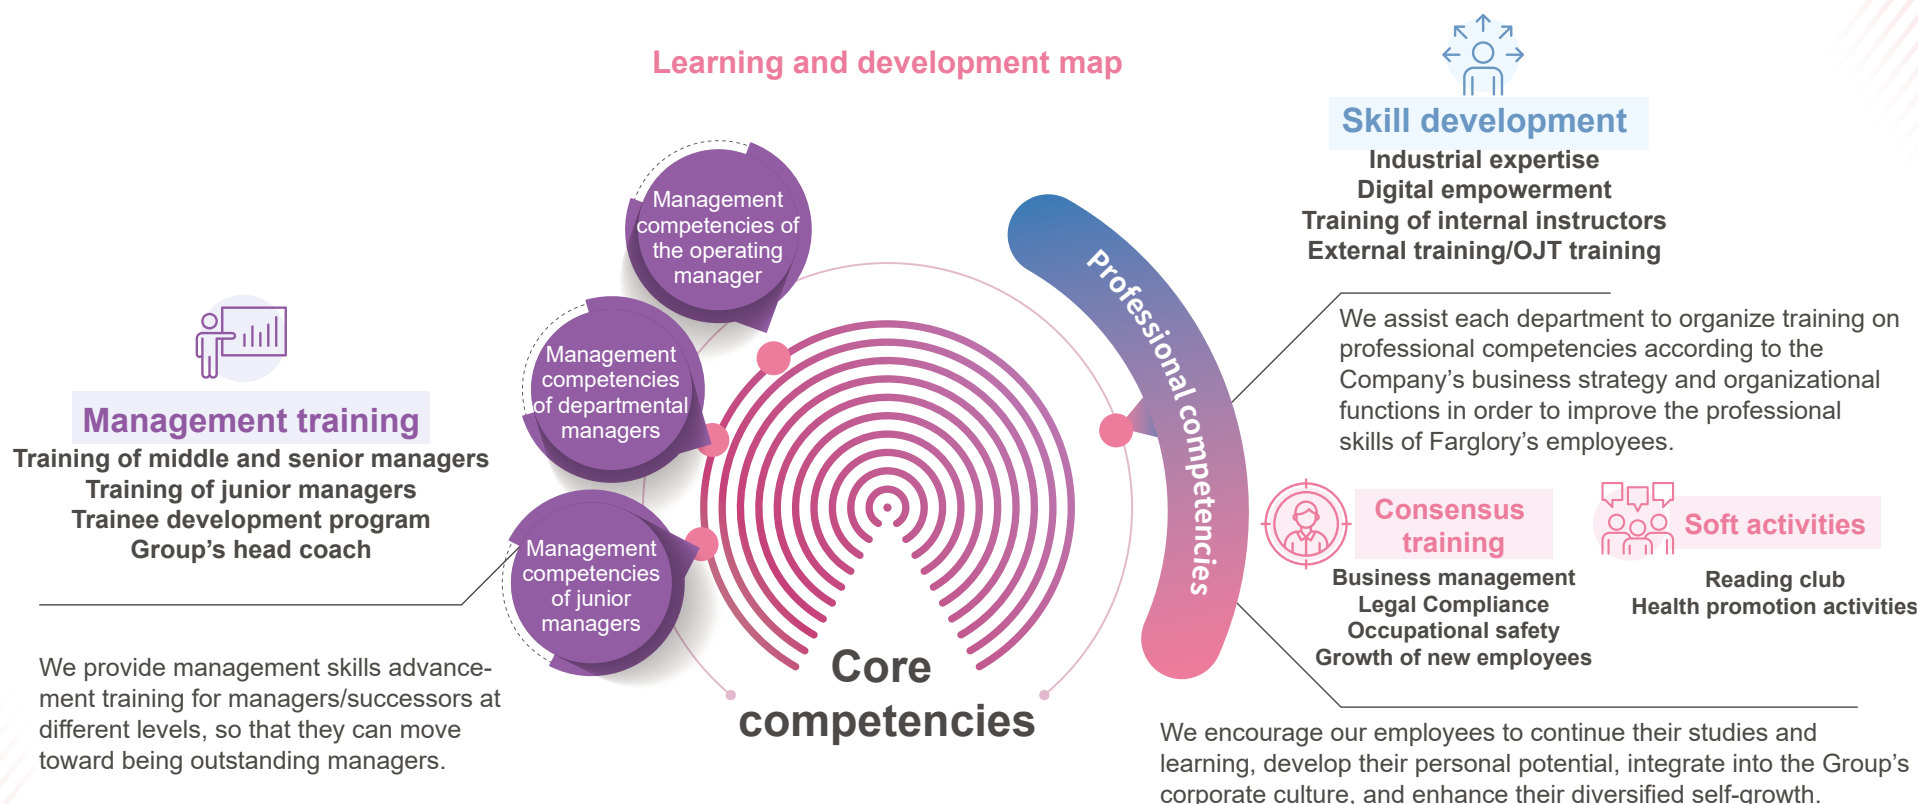 Learning and development map
Management
competencies of
the operating
manager
Management
competencies
of departmental
managers
Management
competencies
of junior
managers
Management training
Training of middle and senior managers
Training of junior managers
Trainee development program
Group's head coach
We provide management skills advance-
ment training for managers/successors at
different levels, so that they can move
toward being outstanding managers.
Core
competencies
Professional competencies
Skill development
Industrial expertise
Digital empowerment
Training of internal instructors
External training/OJT training
We assist each department to organize training on
professional competencies according to the
Company's business strategy and organizational
functions in order to improve the professional
skills of Farglory's employees.
Consensus
training
Business management
Legal Compliance
Occupational safety
Growth of new employees
Soft activities
Reading club
Health promotion activities
We encourage our employees to continue their studies and
learning, develop their personal potential, integrate into the Group's
corporate culture, and enhance their diversified self-growth.